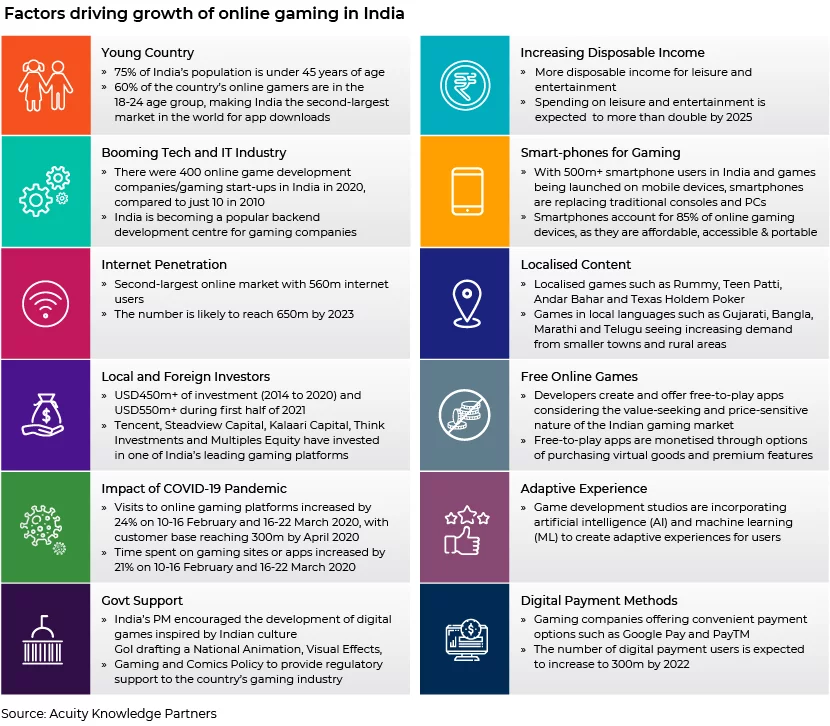 Factors driving growth of online gaming in India
Young Country
» 75% of India's population is under 45 years of age
» 60% of the country's online gamers are in the
18-24 age group, making India the second-largest
market in the world for app downloads
Booming Tech and IT Industry
» There were 400 online game development
companies/gaming start-ups in India in 2020,
compared to just 10 in 2010
» India is becoming a popular backend
development centre for gaming companies
Internet Penetration
» Second-largest online market with 560m internet
users
» The number is likely to reach 650m by 2023
Local and Foreign Investors
» USD450m+ of investment (2014 to 2020) and
USD550m+ during first half of 2021
» Tencent, Steadview Capital, Kalaari Capital, Think
Investments and Multiples Equity have invested
in one of India's leading gaming platforms
Impact of COVID-19 Pandemic
» Visits to online gaming platforms increased by
24% on 10-16 February and 16-22 March 2020, with
customer base reaching 300m by April 2020
» Time spent on gaming sites or apps increased by
21% on 10-16 February and 16-22 March 2020
Govt Support
» India's PM encouraged the development of digital
games inspired by Indian culture
GoI drafting a National Animation, Visual Effects,
» Gaming and Comics Policy to provide regulatory
support to the country's gaming industry
Increasing Disposable Income
» More disposable income for leisure and
entertainment
» Spending on leisure and entertainment is
expected to more than double by 2025
Smart-phones for Gaming
» With 500m+ smartphone users in India and games
being launched on mobile devices, smartphones
are replacing traditional consoles and PCs
» Smartphones account for 85% of online gaming
devices, as they are affordable, accessible & portable
Localised Content
» Localised games such as Rummy, Teen Patti,
Andar Bahar and Texas Holdem Poker
» Games in local languages such as Gujarati, Bangla,
Marathi and Telugu seeing increasing demand
from smaller towns and rural areas
Free Online Games
» Developers create and offer free-to-play apps
considering the value-seeking and price-sensitive
nature of the Indian gaming market
» Free-to-play apps are monetised through options
of purchasing virtual goods and premium features
Adaptive Experience
» Game development studios are incorporating
artificial intelligence (AI) and machine learning
(ML) to create adaptive experiences for users
Digital Payment Methods
» Gaming companies offering convenient payment
options such as Google Pay and PayTM
» The number of digital payment users is expected
to increase to 300m by 2022
Source: Acuity Knowledge Partners